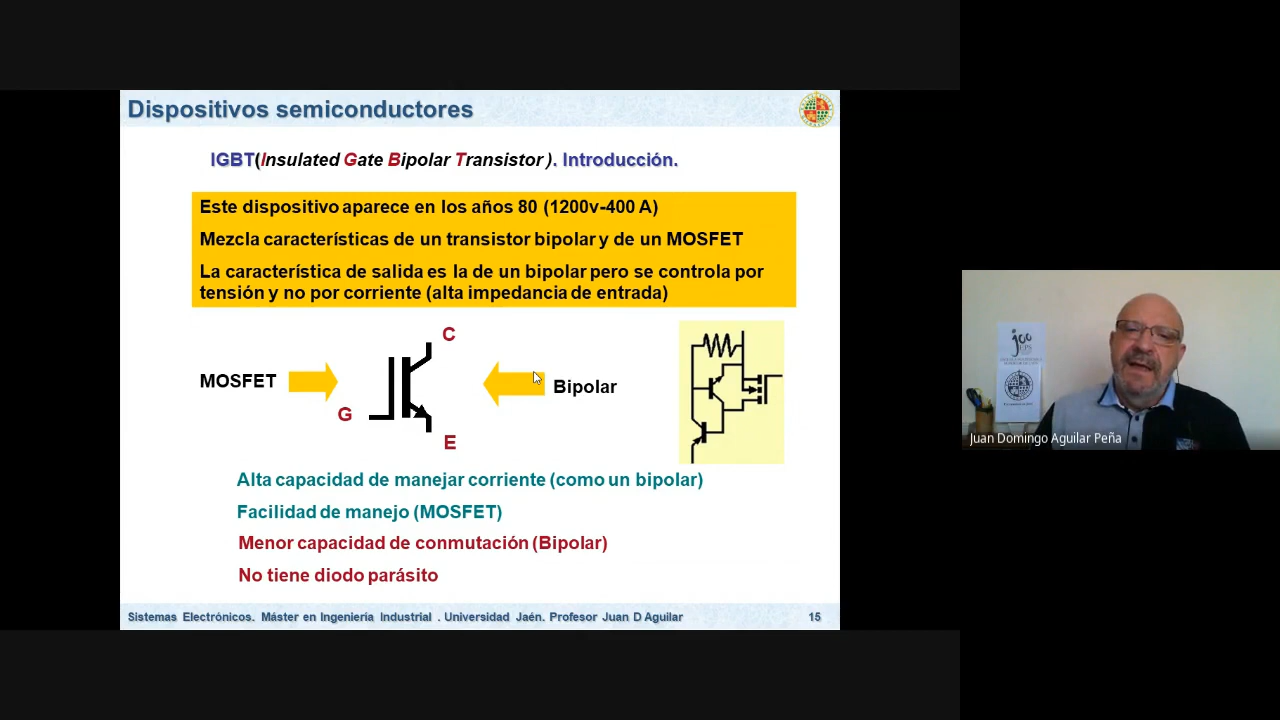 Dispositivos semiconductores
IGBT(Insulated Gate Bipolar Transistor ). Introducción.
Este dispositivo aparece en los años 80 (1200v-400 A)
Mezcla características de un transistor bipolar y de un MOSFET
La característica de salida es la de un bipolar pero se controla por
tensión y no por corriente (alta impedancia de entrada)
C
MOSFET
Bipolar
G
E
Alta capacidad de manejar corriente (como un bipolar)
Facilidad de manejo (MOSFET)
Menor capacidad de conmutación (Bipolar)
No tiene diodo parásito
Sistemas Electrónicos. Máster en Ingeniería Industrial . Universidad Jaén. Profesor Juan D Aguilar
15
Juan Domingo Aguilar Peña